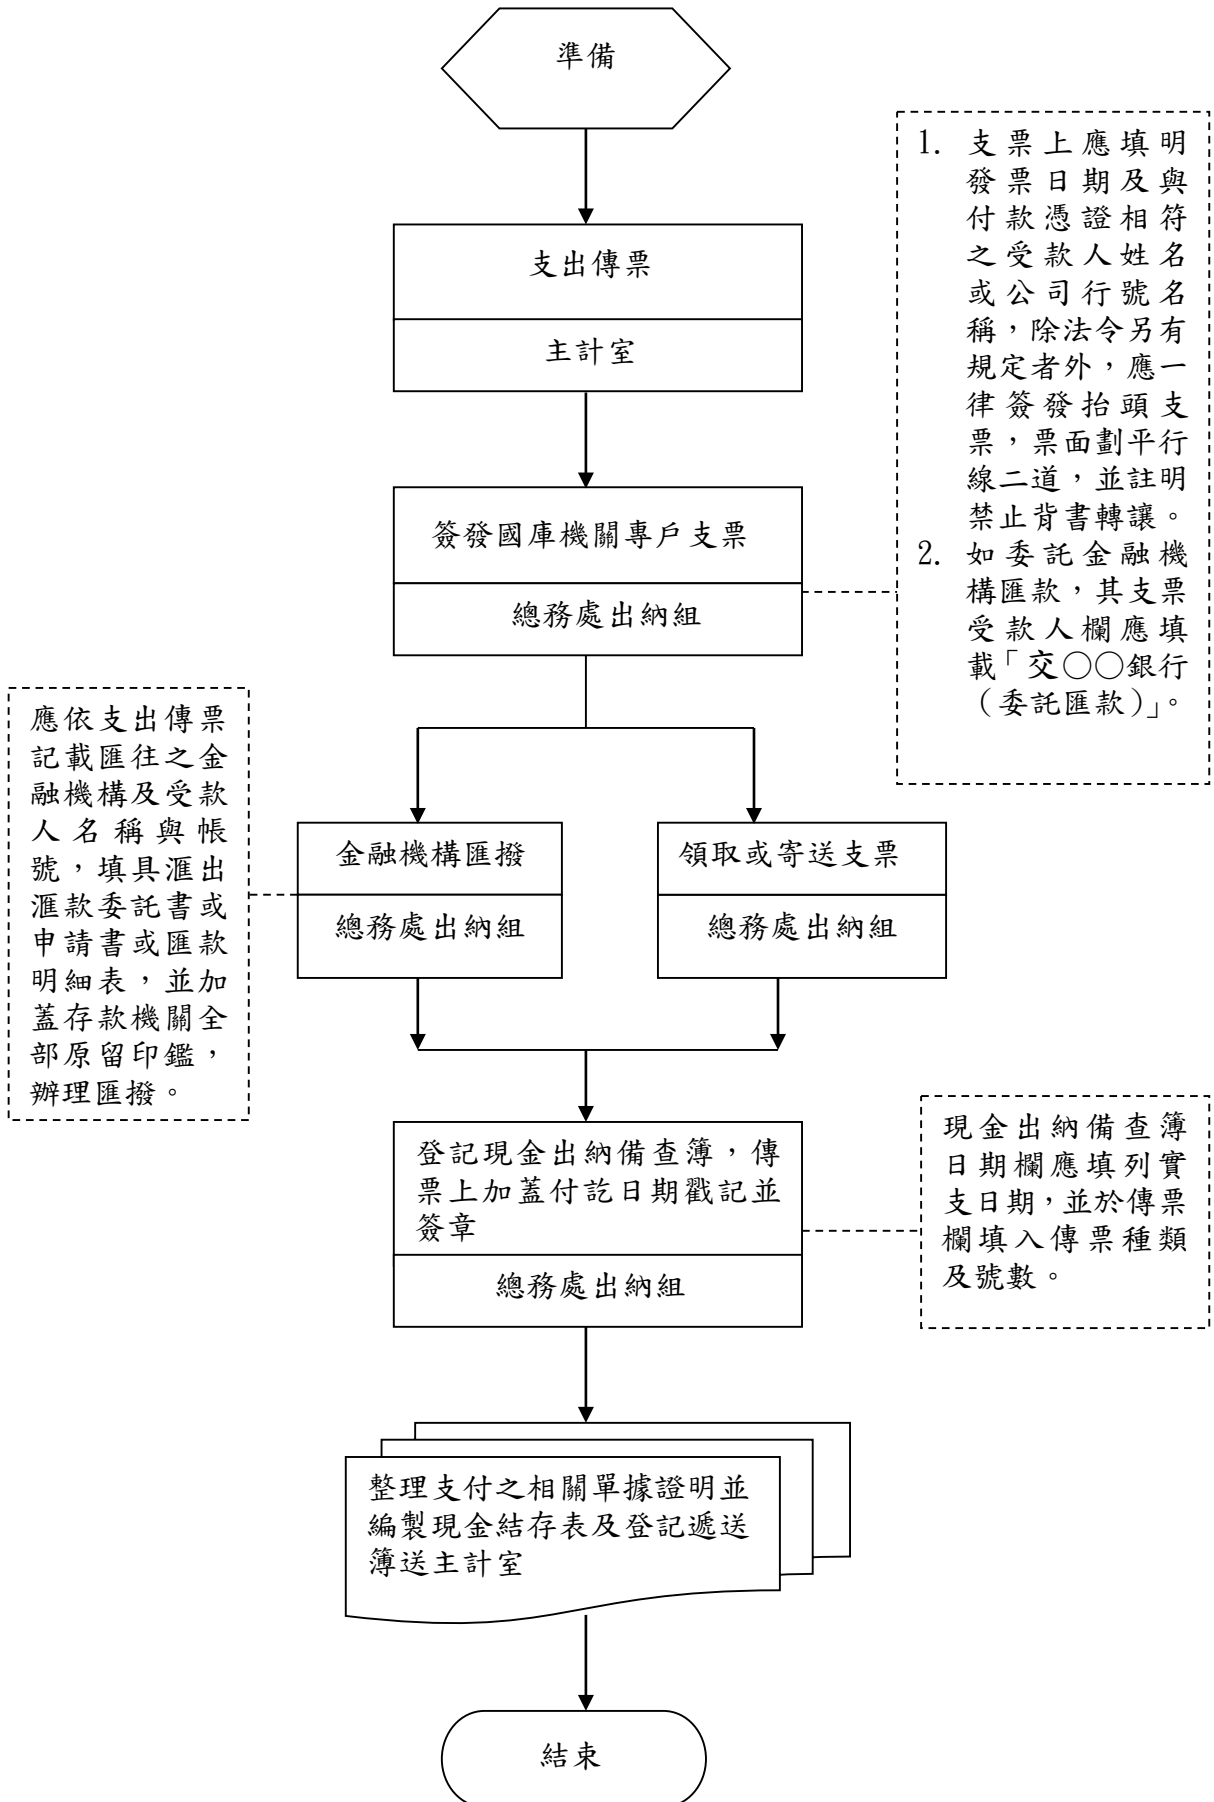 準備
支出傳票
主計室
1. 支票上應填明
發票日期及與
付款憑證相符
之受款人姓名
或公司行號名
稱，除法令另有
規定者外，應一
律簽發抬頭支
票，票面劃平行
線二道，並註明
禁止背書轉讓。
2. 如委託金融機
構匯款，其支票
受款人欄應填
載「交○○銀行
（委託匯款）」。
簽發國庫機關專戶支票
總務處出納組
應依支出傳票
記載匯往之金
融機構及受款
人名稱與帳
號，填具滙出
滙款委託書或
申請書或匯款
明細表，並加
蓋存款機關全
部原留印鑑，
辦理匯撥。
金融機構匯撥
總務處出納組
領取或寄送支票
總務處出納組
登記現金出納備查簿，傳
票上加蓋付訖日期戳記並
簽章
總務處出納組
現金出納備查簿
日期欄應填列實
支日期，並於傳票
欄填入傳票種類
及號數。
整理支付之相關單據證明並
編製現金結存表及登記遞送
簿送主計室
結束